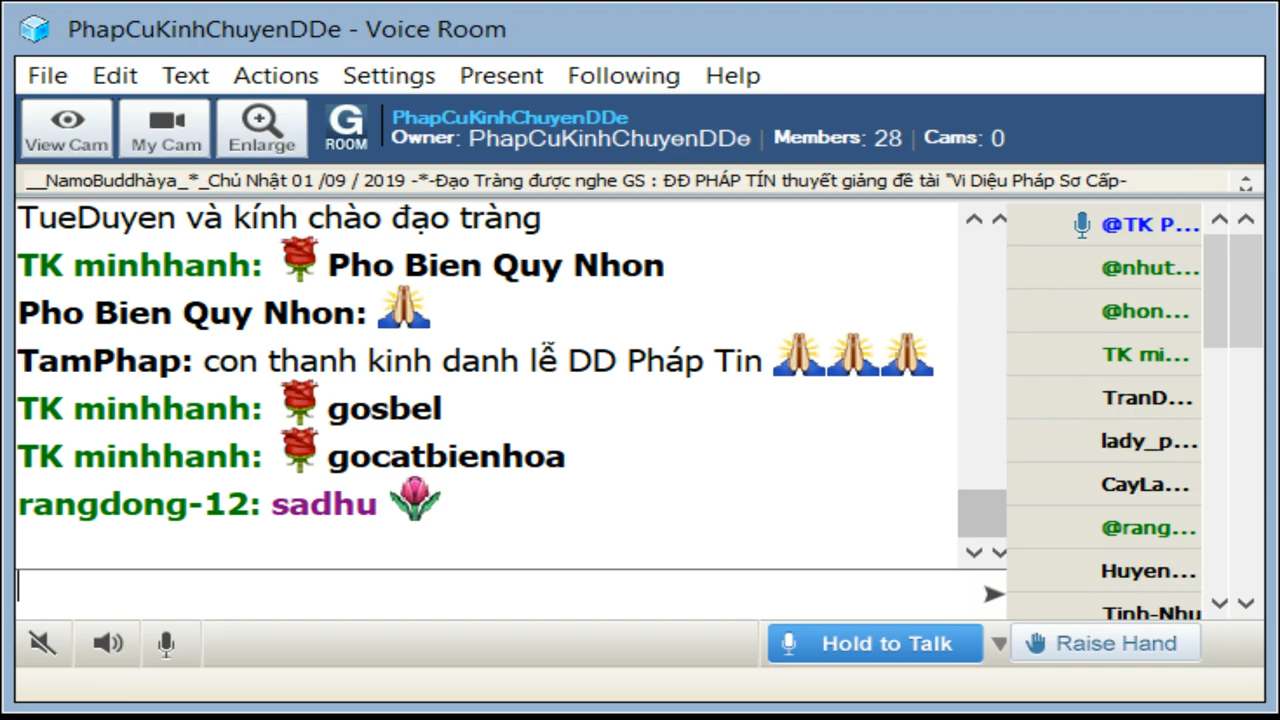 PhapCuKinhChuyenDDe - Voice Room
File Edit Text Actions Settings Present Following Help
View Cam My Cam Enlarge G ROOM
PhapCuKinhChuyenDDe
Owner: PhapCuKinhChuyenDDe | Members: 28 | Cams: 0
__NamoBuddhàya_*_Chủ Nhật 01 /09 / 2019 -*-Đạo Tràng được nghe GS : ĐĐ PHÁP TÍN thuyết giảng đề tài "Vi Diệu Pháp Sơ Cấp-
TueDuyen và kính chào đạo tràng
TK minhhanh: Pho Bien Quy Nhon
Pho Bien Quy Nhon:
TamPhap: con thanh kinh danh lễ DD Pháp Tin
TK minhhanh: gosbel
TK minhhanh: gocatbienhoa
rangdong-12: sadhu
@TK P...
@nhut...
@hon...
TK mi...
TranD...
lady_p...
CayLa...
@rang...
Huyen...
Tinh-Nhu
Hold to Talk
Raise Hand